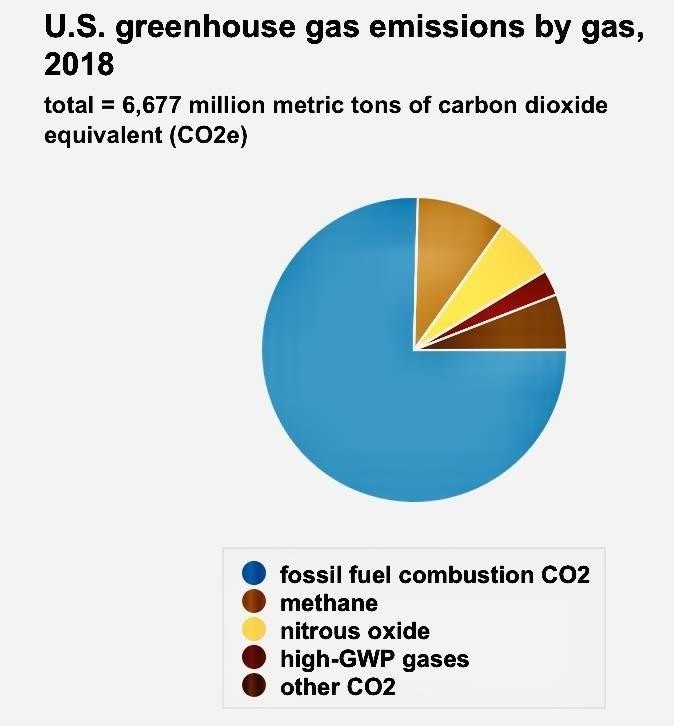 U.S. greenhouse gas emissions by gas,
2018
total = 6,677 million metric tons of carbon dioxide
equivalent (CO2e)
fossil fuel combustion CO2
methane
nitrous oxide
high-GWP gases
other CO2